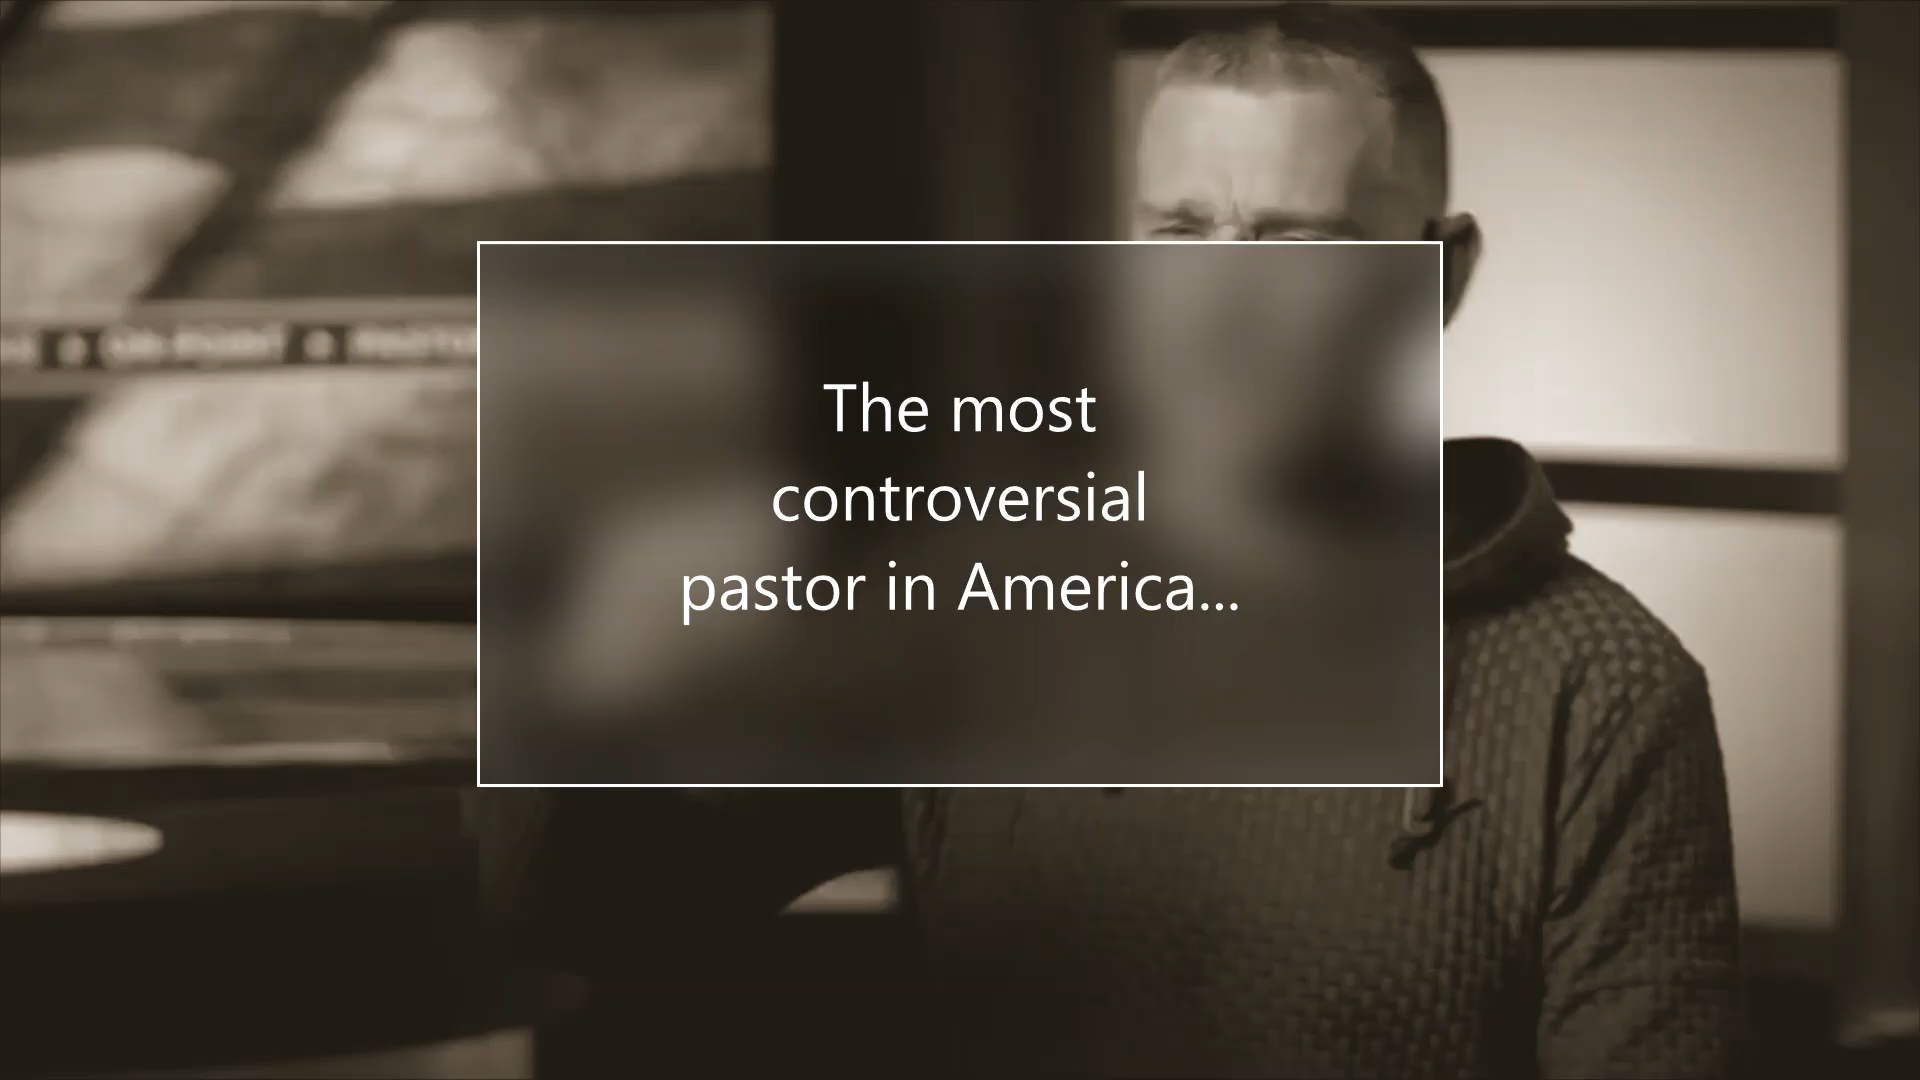 The most
controversial
pastor in America...